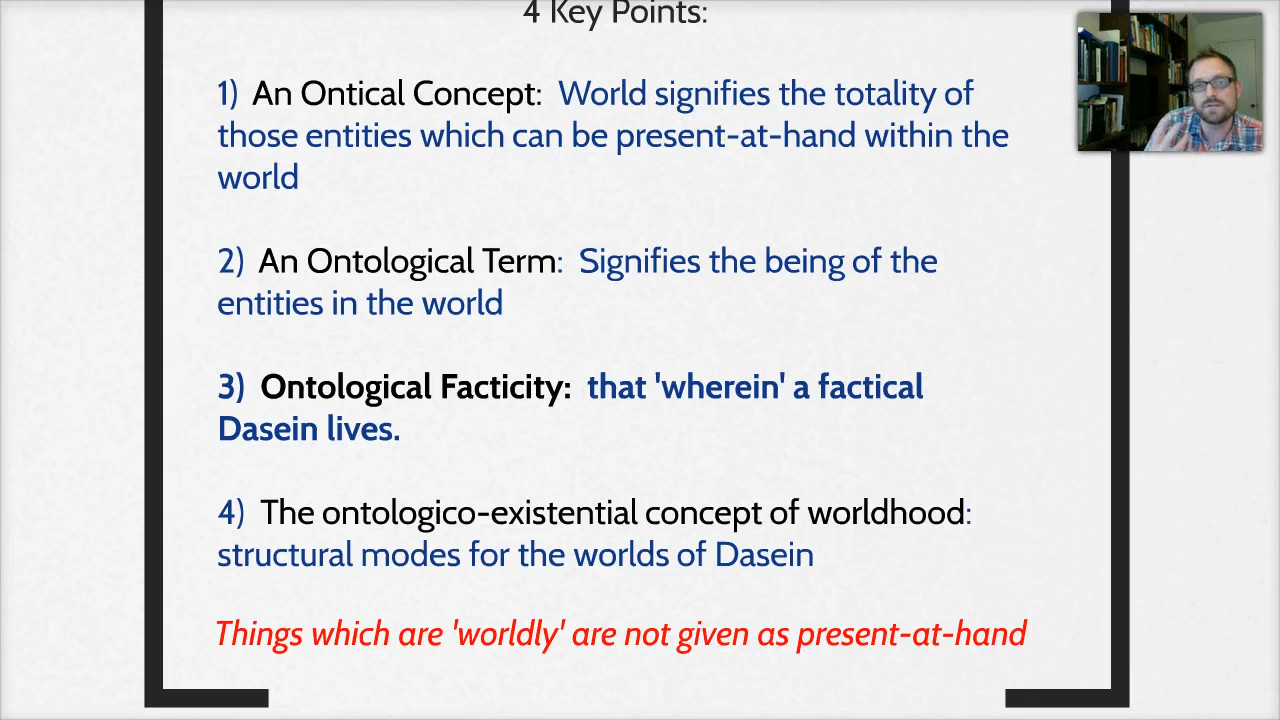 4 Key Points:
1) An Ontical Concept: World signifies the totality of
those entities which can be present-at-hand within the
world
2) An Ontological Term: Signifies the being of the
entities in the world
3) Ontological Facticity: that 'wherein' a factical
Dasein lives.
4) The ontologico-existential concept of worldhood:
structural modes for the worlds of Dasein
Things which are 'worldly' are not given as present-at-hand